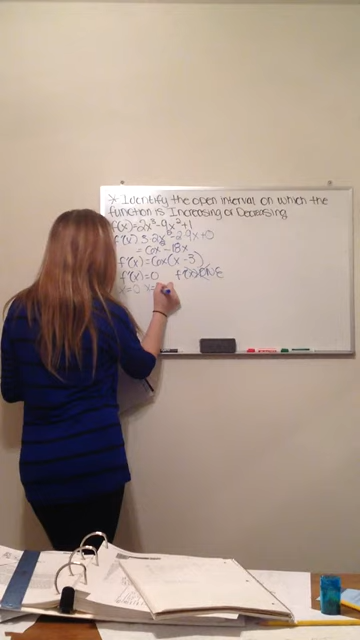 * Identify the open interval on which the
function is Increasing or Decreasing
f(x)=2x³-9x²+1
f'(x) 3·2x² - 2·9x+0
= 6x² - 18x
f'(x)=6x(x-3)
f'(x)=0 f'(x) DNE
x=0 x=